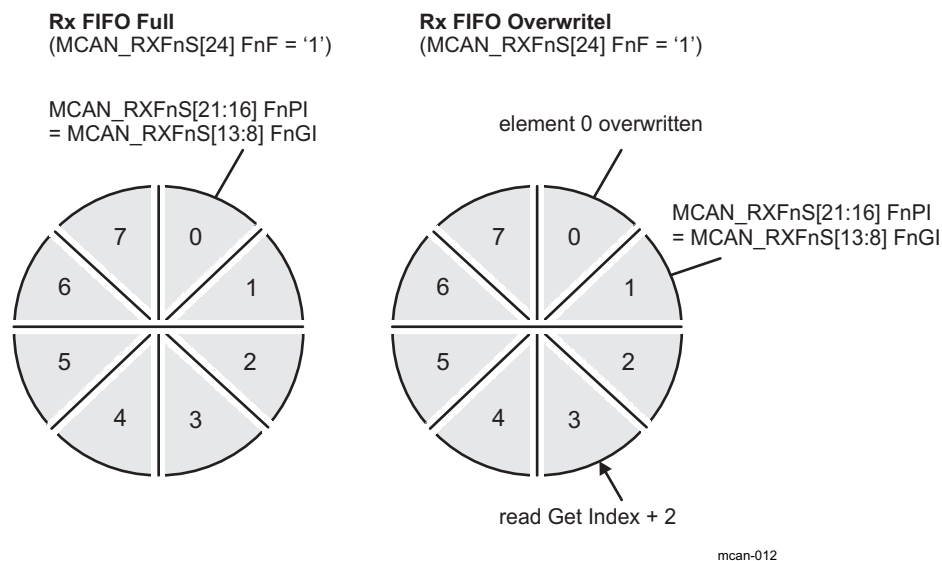 Rx FIFO Full
(MCAN_RXFnS[24] FnF = ‘1’)
MCAN_RXFnS[21:16] FnPI
= MCAN_RXFnS[13:8] FnGI
7
0
6
1
5
2
4
3
Rx FIFO Overwritel
(MCAN_RXFnS[24] FnF = ‘1’)
element 0 overwritten
MCAN_RXFnS[21:16] FnPI
= MCAN_RXFnS[13:8] FnGI
7
0
6
1
5
2
4
3
read Get Index + 2
mcan-012